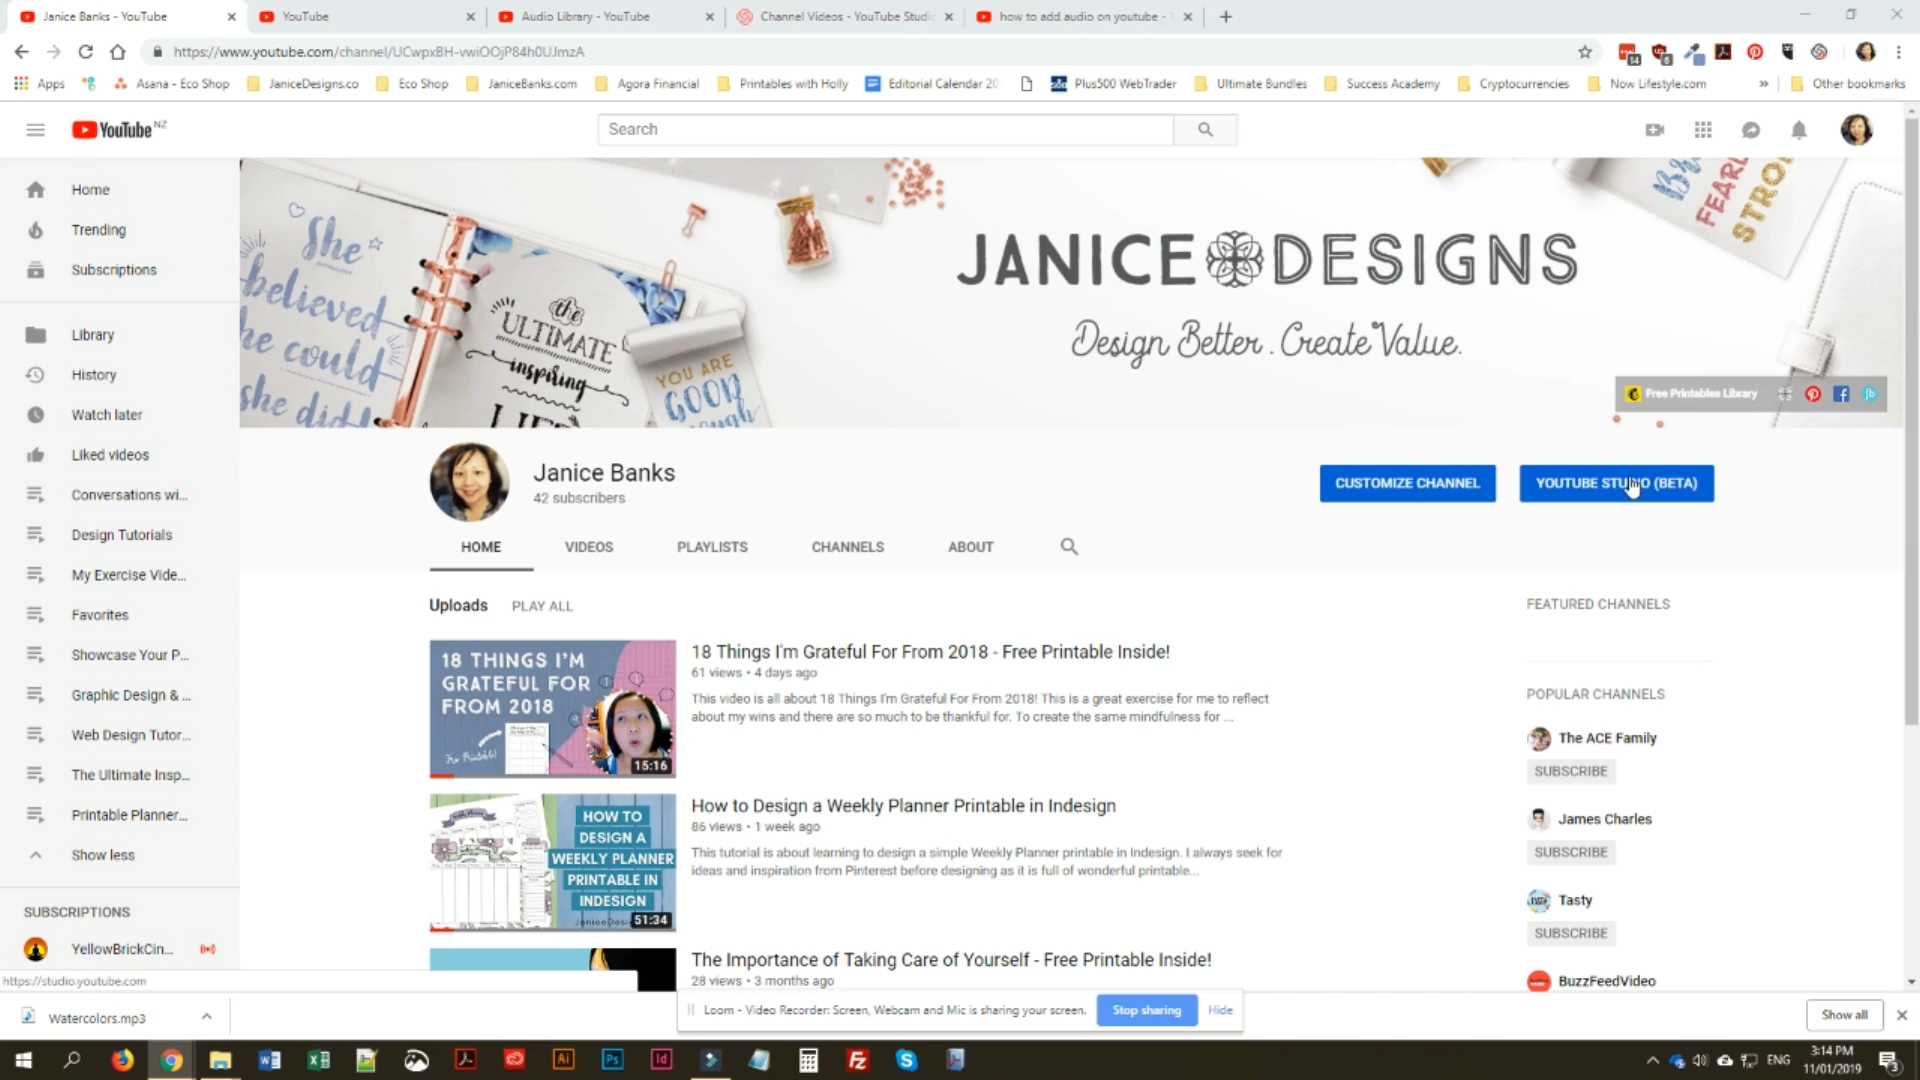 Janice Banks - YouTube
YouTube
Audio Library - YouTube
Channel Videos - YouTube Studi
how to add audio on youtube -
https://www.youtube.com/channel/UCwpxBH-vwiOOjP84h0UJmzA
Apps
Asana - Eco Shop
JaniceDesigns.co
Eco Shop
JaniceBanks.com
Agora Financial
Printables with Holly
Editorial Calendar 20
Plus500 WebTrader
Ultimate Bundles
Success Academy
Cryptocurrencies
Now Lifestyle.com
»
Other bookmarks
YouTube NZ
Search
Home
Trending
Subscriptions
Library
History
Watch later
Liked videos
Conversations wi...
Design Tutorials
My Exercise Vide...
Favorites
Showcase Your P...
Graphic Design & ...
Web Design Tutor...
The Ultimate Insp...
Printable Planner...
Show less
SUBSCRIPTIONS
YellowBrickCin...
She
believed
he could
she did
the
ULTIMATE
inspiring
YOU ARE
GOOD
JANICE DESIGNS
Design Better. Create Value.
FEARL
STRO
Free Printables Library
Janice Banks
42 subscribers
CUSTOMIZE CHANNEL
YOUTUBE STUDIO (BETA)
HOME
VIDEOS
PLAYLISTS
CHANNELS
ABOUT
Uploads
PLAY ALL
18 THINGS I'M
GRATEFUL FOR
FROM 2018
Free Printable!
15:16
18 Things I'm Grateful For From 2018 - Free Printable Inside!
61 views • 4 days ago
This video is all about 18 Things I'm Grateful For From 2018! This is a great exercise for me to reflect
about my wins and there are so much to be thankful for. To create the same mindfulness for ...
HOW TO
DESIGN A
WEEKLY PLANNER
PRINTABLE IN
INDESIGN
51:34
How to Design a Weekly Planner Printable in Indesign
86 views • 1 week ago
This tutorial is about learning to design a simple Weekly Planner printable in Indesign. I always seek for
ideas and inspiration from Pinterest before designing as it is full of wonderful printable...
The Importance of Taking Care of Yourself - Free Printable Inside!
28 views • 3 months ago
FEATURED CHANNELS
POPULAR CHANNELS
The ACE Family
SUBSCRIBE
James Charles
SUBSCRIBE
Tasty
SUBSCRIBE
BuzzFeedVideo
https://studio.youtube.com
Watercolors.mp3
Loom - Video Recorder: Screen, Webcam and Mic is sharing your screen.
Stop sharing
Hide
Show all
ENG
3:14 PM
11/01/2019